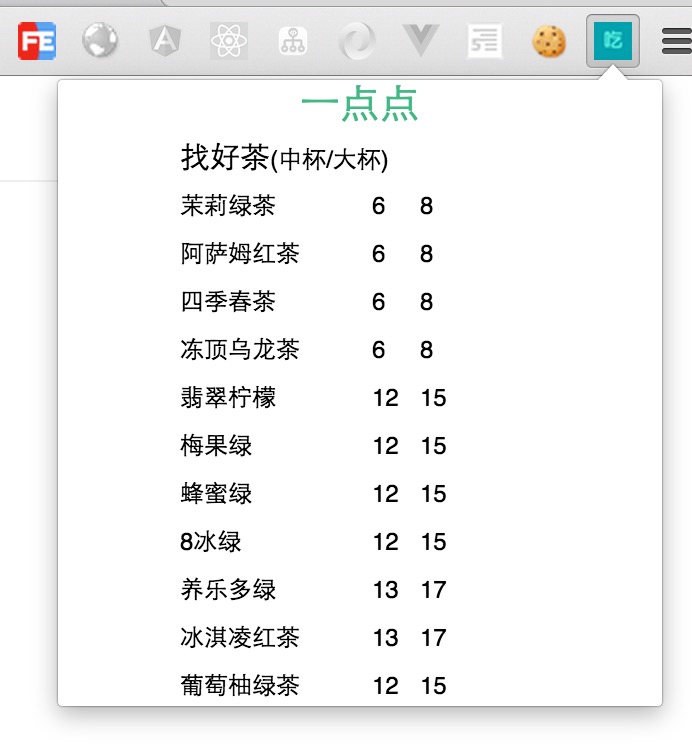 FE
吃
一点点
找好茶(中杯/大杯)
茉莉绿茶 6 8
阿萨姆红茶 6 8
四季春茶 6 8
冻顶乌龙茶 6 8
翡翠柠檬 12 15
梅果绿 12 15
蜂蜜绿 12 15
8冰绿 12 15
养乐多绿 13 17
冰淇凌红茶 13 17
葡萄柚绿茶 12 15